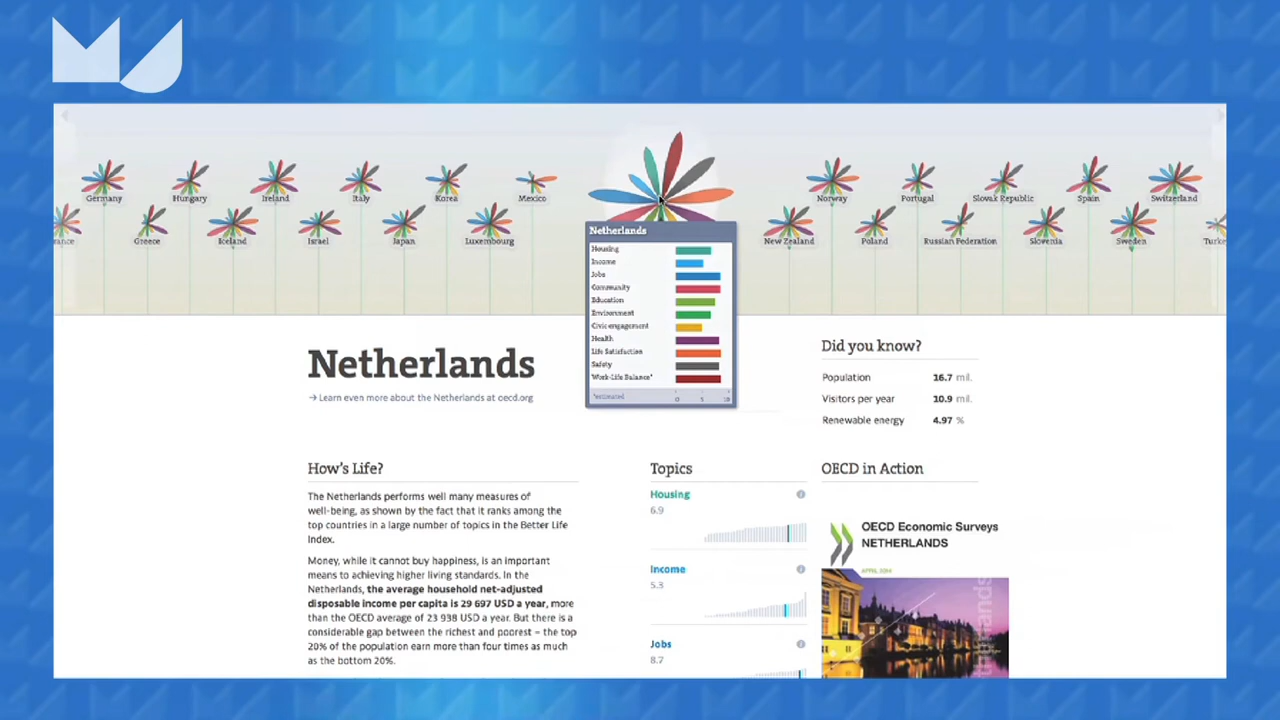 Germany
Hungary
Ireland
Italy
Korea
Mexico
Norway
Portugal
Slovak Republic
Spain
Switzerland
Greece
Iceland
Israel
Japan
Luxembourg
New Zealand
Poland
Russian Federation
Slovenia
Sweden
Netherlands
Housing
Income
Jobs
Community
Education
Environment
Civic engagement
Health
Life Satisfaction
Safety
Work-Life Balance*
*estimated
0 5 10
Netherlands
→ Learn even more about the Netherlands at oecd.org
Did you know?
Population 16.7 mil.
Visitors per year 10.9 mil.
Renewable energy 4.97 %
How's Life?
The Netherlands performs well many measures of
well-being, as shown by the fact that it ranks among the
top countries in a large number of topics in the Better Life
Index.
Money, while it cannot buy happiness, is an important
means to achieving higher living standards. In the
Netherlands, the average household net-adjusted
disposable income per capita is 29 697 USD a year, more
than the OECD average of 23 938 USD a year. But there is a
considerable gap between the richest and poorest – the top
20% of the population earn more than four times as much
as the bottom 20%.
Topics
Housing
6.9
Income
5.3
Jobs
8.7
OECD in Action
OECD Economic Surveys
NETHERLANDS
APRIL 2014